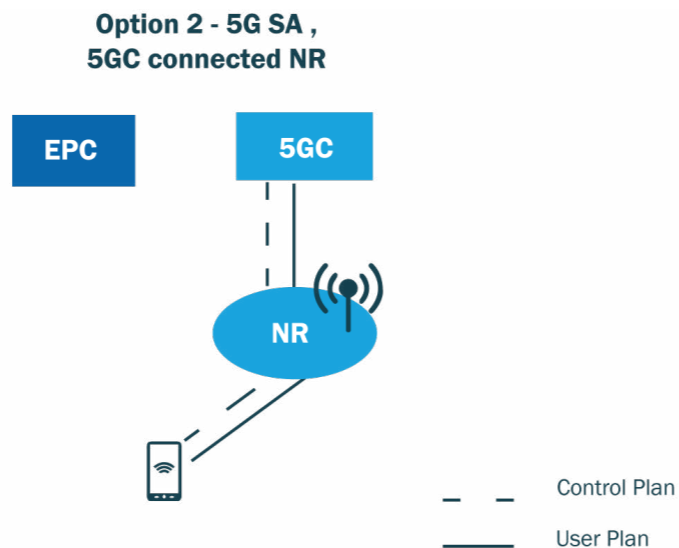 Option 2 - 5G SA ,
5GC connected NR
EPC
5GC
NR
Control Plan
User Plan